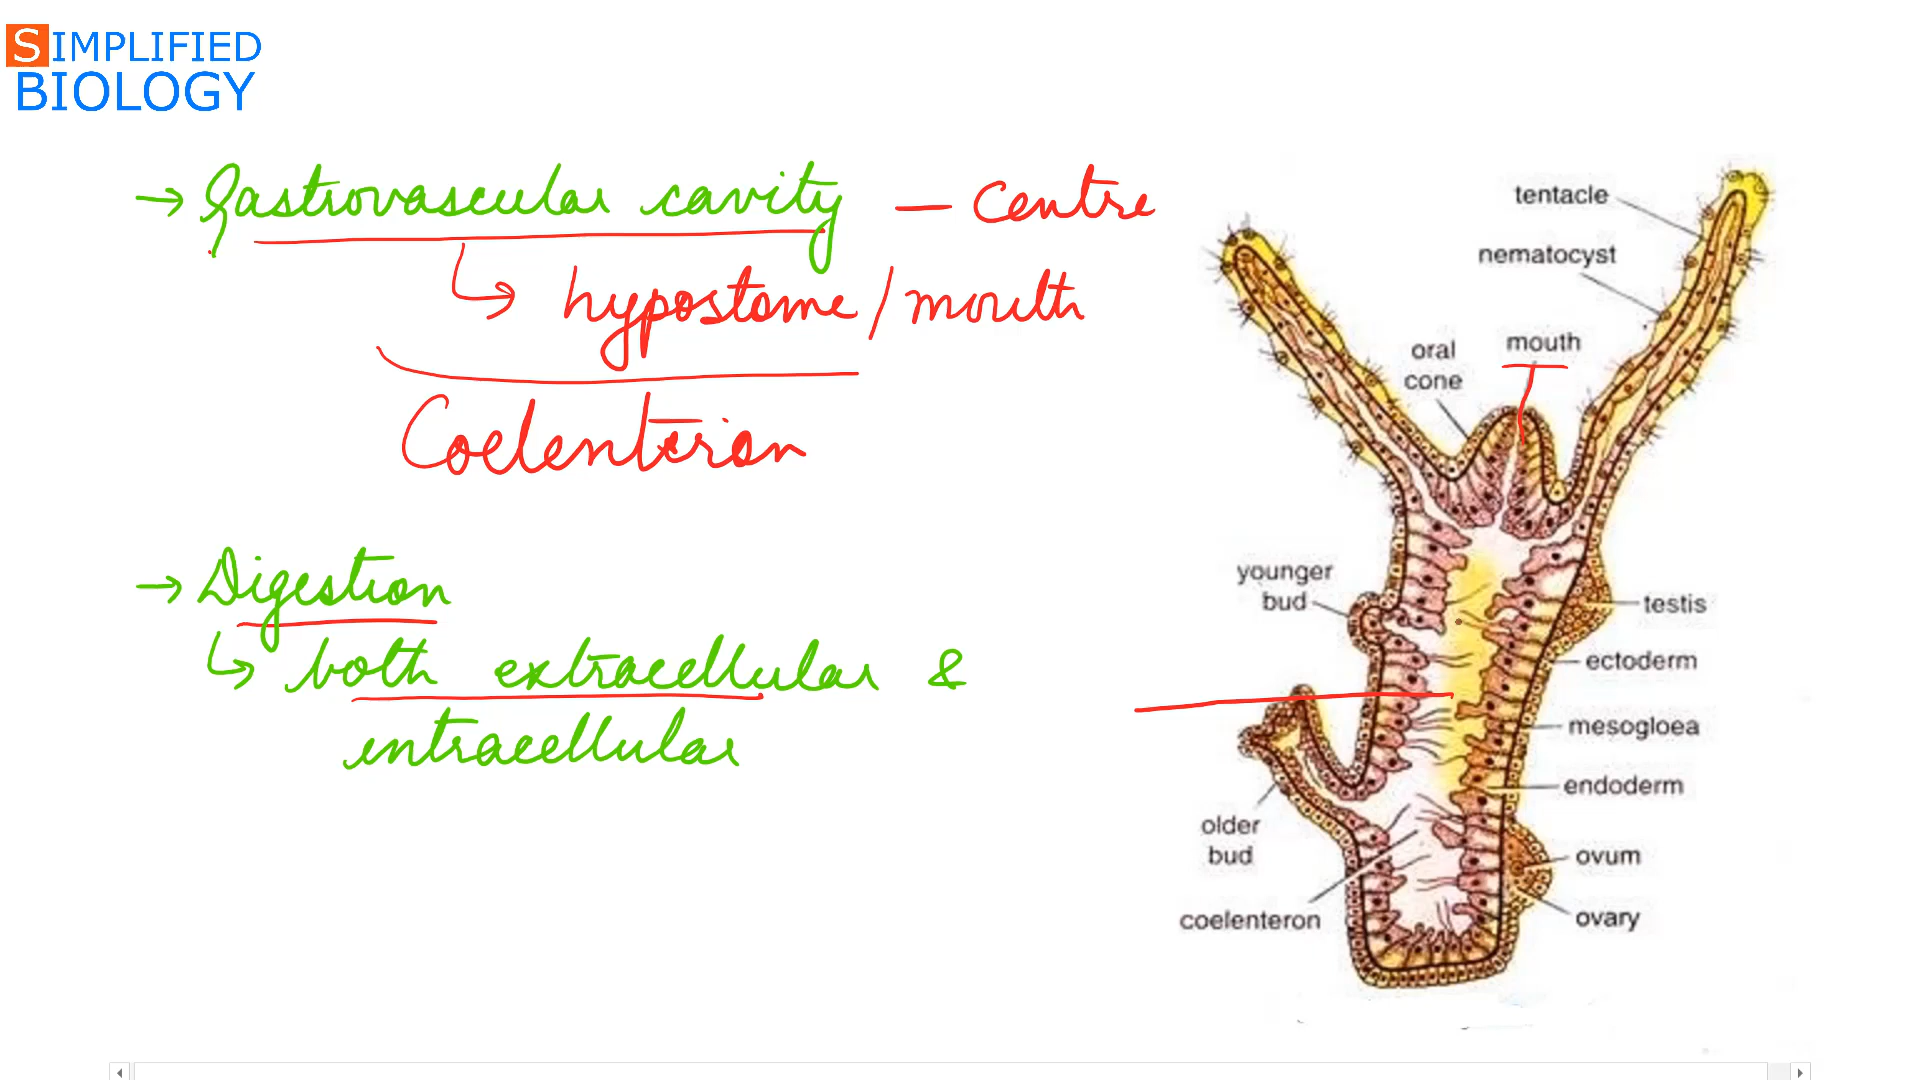 SIMPLIFIED
BIOLOGY
→ Gastrovascular cavity — Centre
↳ hypostome/mouth
Coelenteron
→ Digestion
↳ both extracellular &
intracellular
tentacle
nematocyst
mouth
oral
cone
younger
bud
testis
ectoderm
mesogloea
endoderm
older
bud
ovum
coelenteron
ovary